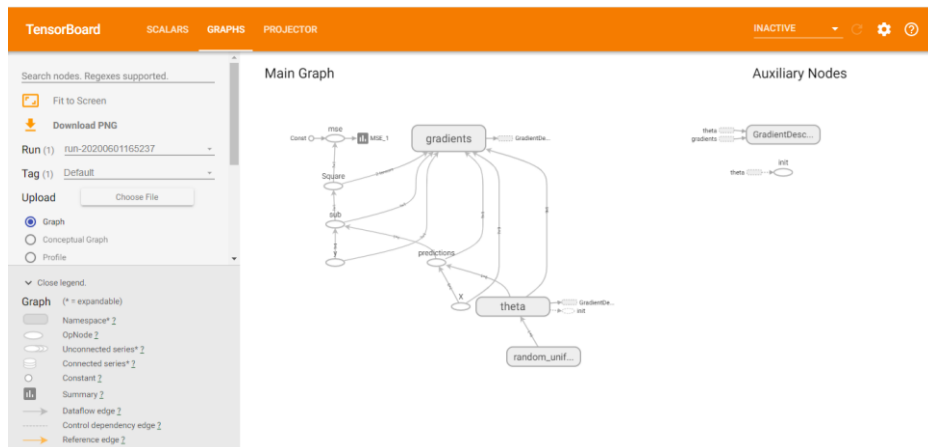 TensorBoard SCALARS GRAPHS PROJECTOR INACTIVE
Search nodes. Regexes supported.
Fit to Screen
Download PNG
Run (1) run-20200601165237
Tag (1) Default
Upload Choose File
Graph
Conceptual Graph
Profile
Close legend.
Graph (* = expandable)
Namespace* ?
OpNode ?
Unconnected series* ?
Connected series* ?
Constant ?
Summary ?
Dataflow edge ?
Control dependency edge ?
Reference edge ?
Main Graph
mse
Const
MSE_1
gradients
GradientDe...
Square
sub
y
predictions
X
theta
GradientDe...
init
random_unif...
Auxiliary Nodes
theta
gradients
GradientDesc...
init
theta